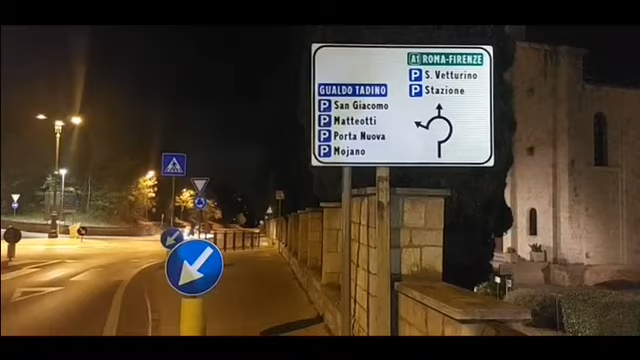 A1 ROMA-FIRENZE
P S.Vetturino
P Stazione
GUALDO TADINO
P San Giacomo
P Matteotti
P Porta Nuova
P Mojano